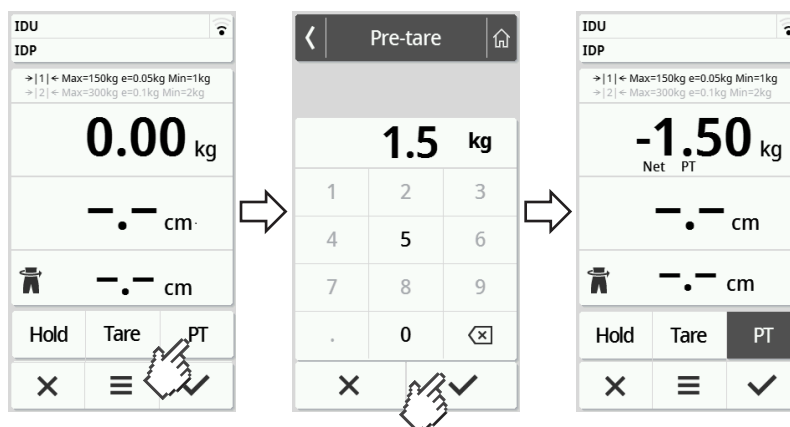 IDU
IDP
→|1|← Max=150kg e=0.05kg Min=1kg
→|2|← Max=300kg e=0.1kg Min=2kg
0.00 kg
-.- cm
-.- cm
Hold Tare PT
Pre-tare
1.5 kg
1 2 3
4 5 6
7 8 9
. 0
IDU
IDP
→|1|← Max=150kg e=0.05kg Min=1kg
→|2|← Max=300kg e=0.1kg Min=2kg
-1.50 kg
Net PT
-.- cm
-.- cm
Hold Tare PT